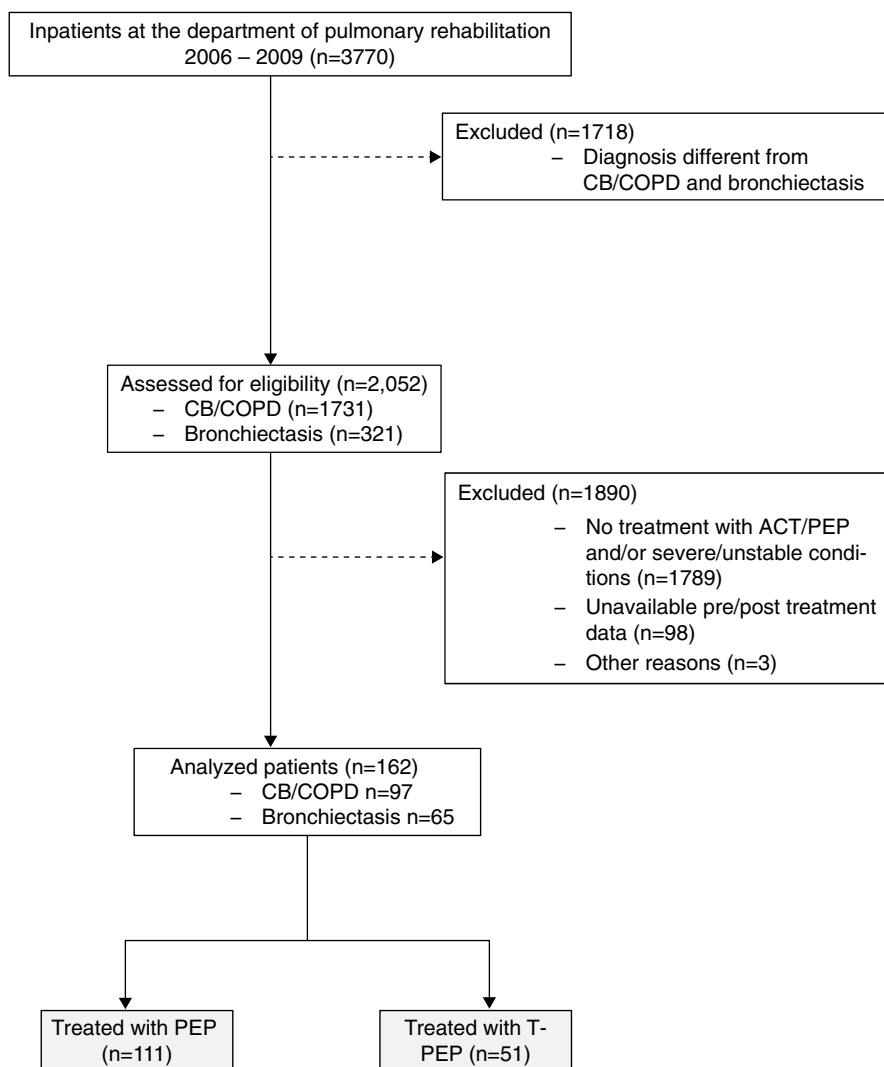 Inpatients at the department of pulmonary rehabilitation
2006 – 2009 (n=3770)
Excluded (n=1718)
– Diagnosis different from
CB/COPD and bronchiectasis
Assessed for eligibility (n=2,052)
– CB/COPD (n=1731)
– Bronchiectasis (n=321)
Excluded (n=1890)
– No treatment with ACT/PEP
and/or severe/unstable condi-
tions (n=1789)
– Unavailable pre/post treatment
data (n=98)
– Other reasons (n=3)
Analyzed patients (n=162)
– CB/COPD n=97
– Bronchiectasis n=65
Treated with PEP
(n=111)
Treated with T-
PEP (n=51)